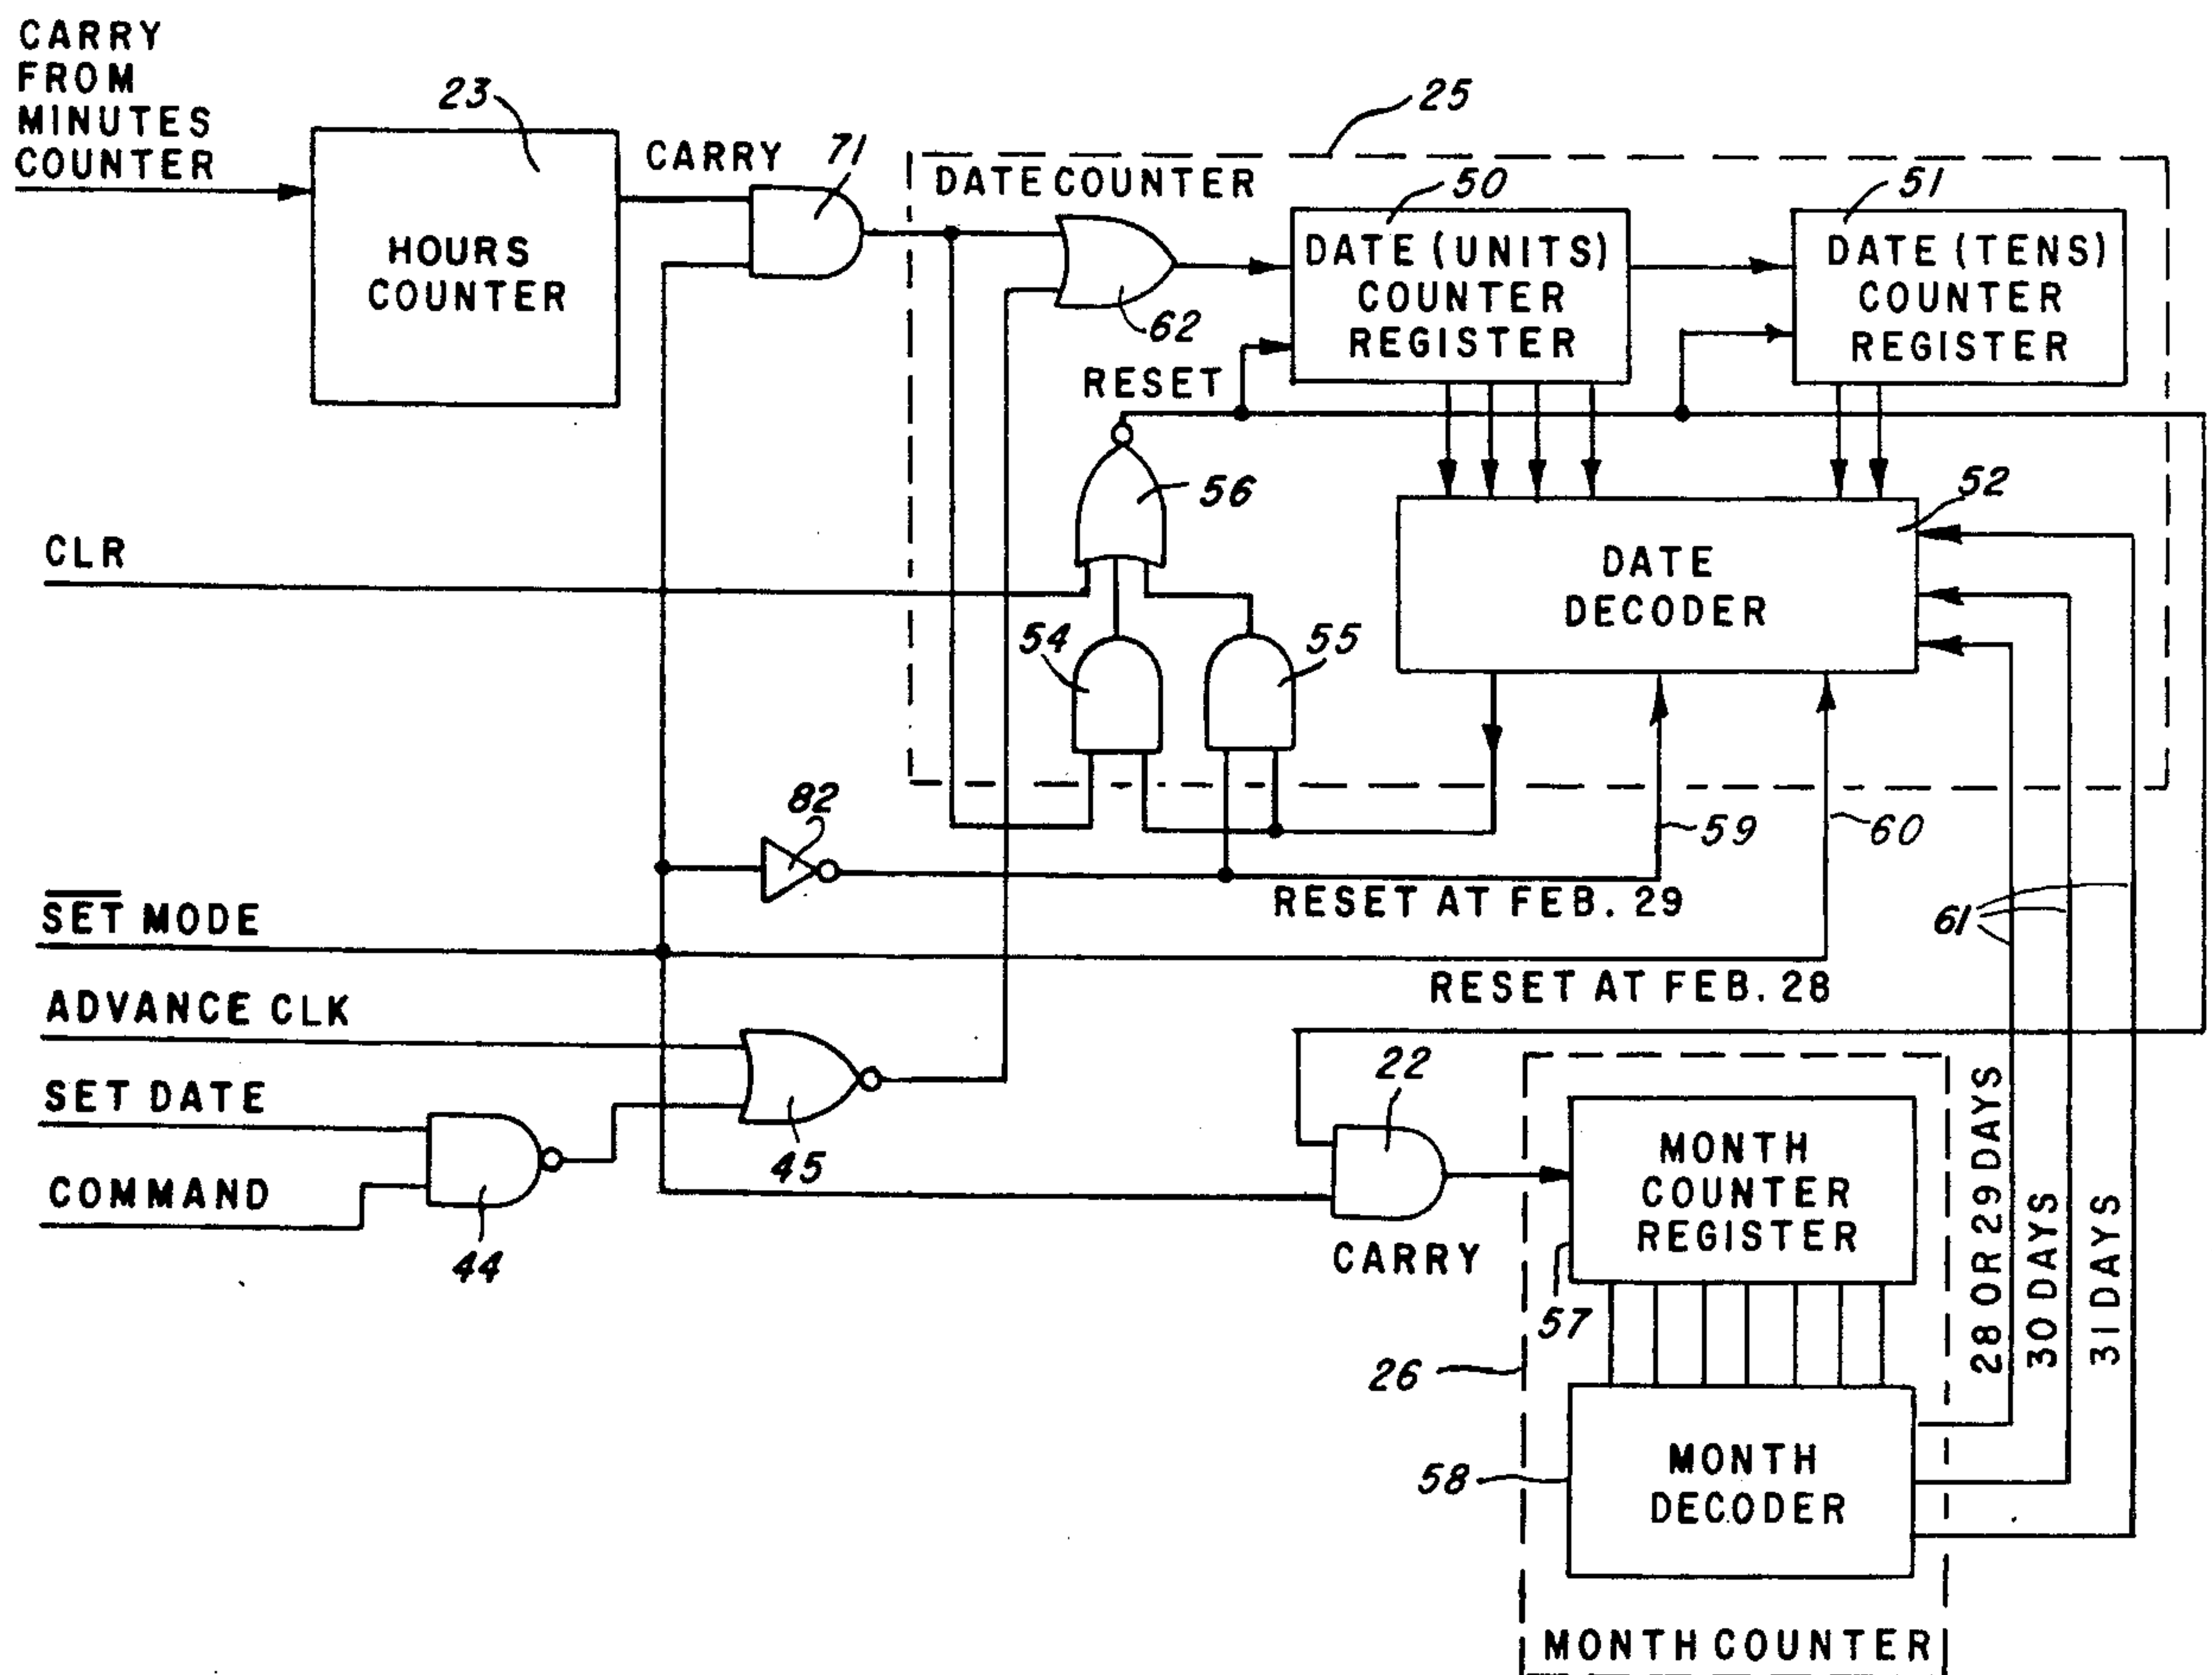 CARRY
FROM
MINUTES
COUNTER
23
HOURS
COUNTER
CARRY
71
25
DATE COUNTER
62
50
DATE (UNITS)
COUNTER
REGISTER
51
DATE (TENS)
COUNTER
REGISTER
RESET
56
52
DATE
DECODER
CLR
54
55
82
59
60
RESET AT FEB. 29
SET MODE
RESET AT FEB. 28
61
ADVANCE CLK
SET DATE
45
COMMAND
44
22
CARRY
MONTH
COUNTER
REGISTER
57
26
58
MONTH
DECODER
MONTH COUNTER
28 OR 29 DAYS
30 DAYS
31 DAYS